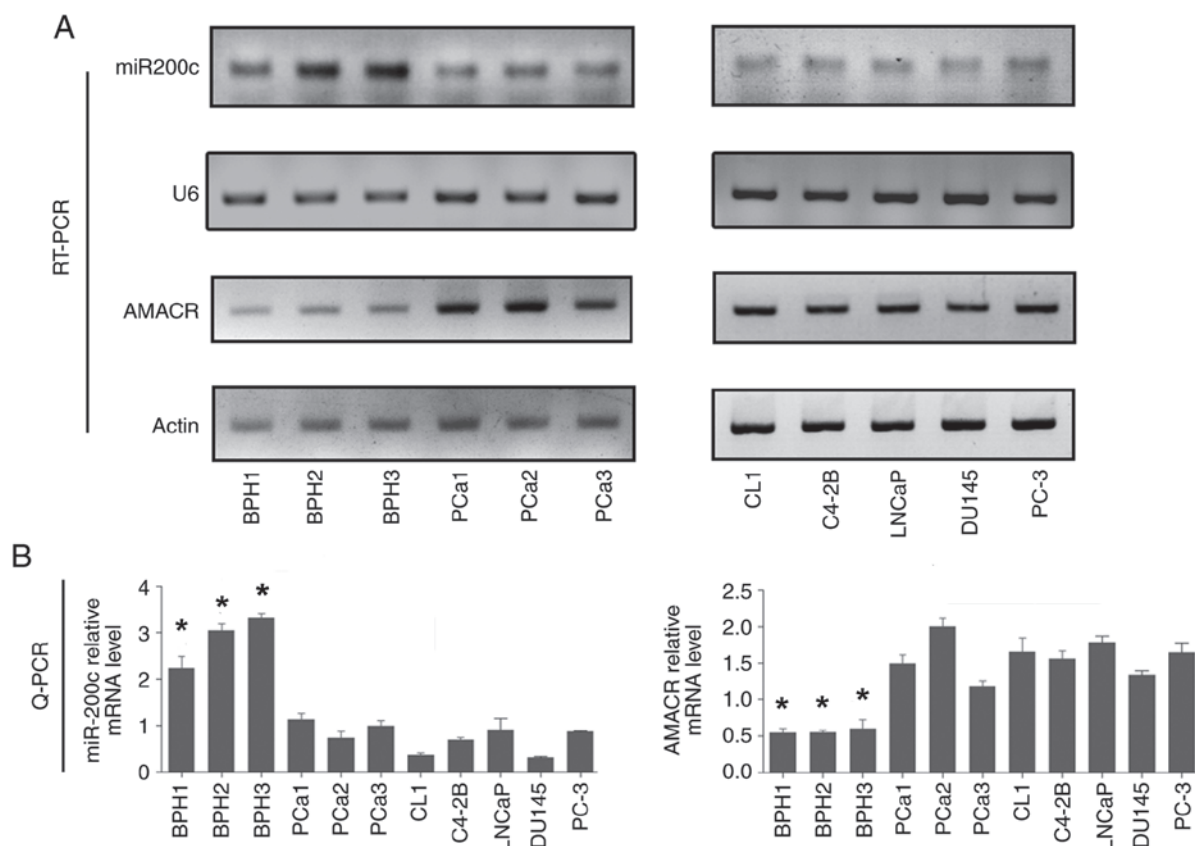 A
RT-PCR
miR200c
U6
AMACR
Actin
BPH1 BPH2 BPH3 PCa1 PCa2 PCa3
CL1 C4-2B LNCaP DU145 PC-3
B
Q-PCR
miR-200c relative
mRNA level
4
3
2
1
0
* * *
BPH1 BPH2 BPH3 PCa1 PCa2 PCa3 CL1 C4-2B LNCaP DU145 PC-3
AMACR relative
mRNA level
2.5
2.0
1.5
1.0
0.5
0.0
* * *
BPH1 BPH2 BPH3 PCa1 PCa2 PCa3 CL1 C4-2B LNCaP DU145 PC-3